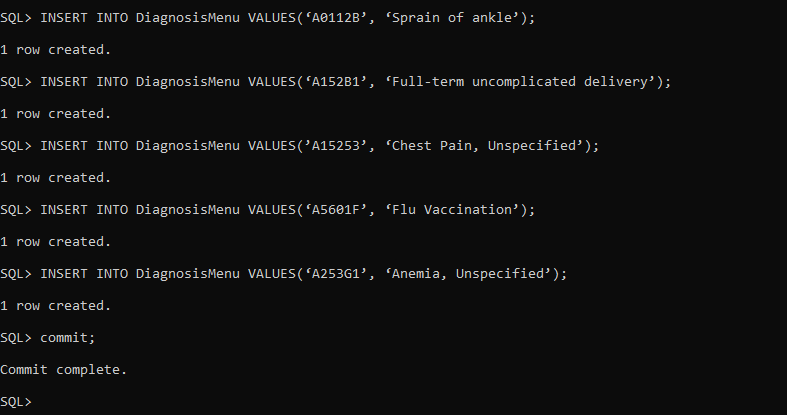 SQL> INSERT INTO DiagnosisMenu VALUES(‘A0112B’, ‘Sprain of ankle’);
1 row created.
SQL> INSERT INTO DiagnosisMenu VALUES(‘A152B1’, ‘Full-term uncomplicated delivery’);
1 row created.
SQL> INSERT INTO DiagnosisMenu VALUES(’A15253’, ‘Chest Pain, Unspecified’);
1 row created.
SQL> INSERT INTO DiagnosisMenu VALUES(‘A5601F’, ‘Flu Vaccination’);
1 row created.
SQL> INSERT INTO DiagnosisMenu VALUES(‘A253G1’, ‘Anemia, Unspecified’);
1 row created.
SQL> commit;
Commit complete.
SQL>